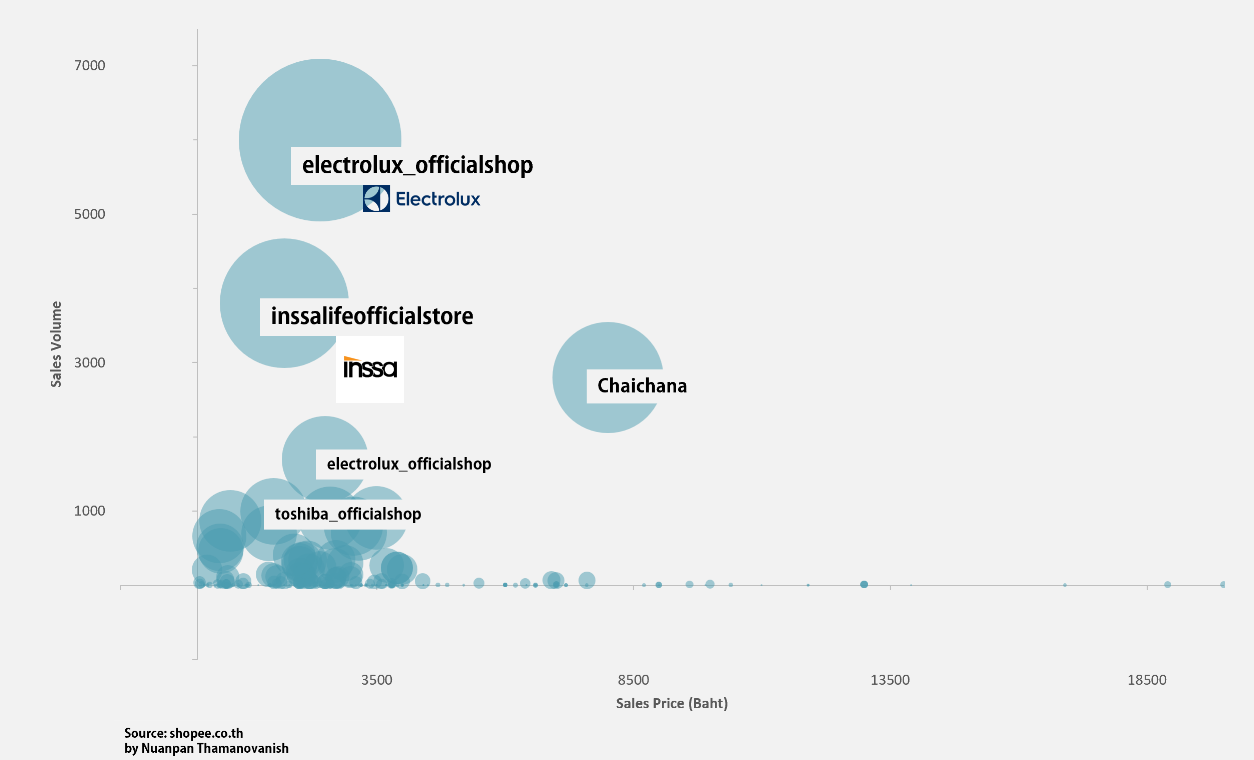 7000
electrolux_officialshop
Electrolux
5000
inssalifeofficialstore
inssa
3000
Chaichana
Sales Volume
electrolux_officialshop
1000
toshiba_officialshop
3500
8500
13500
18500
Sales Price (Baht)
Source: shopee.co.th
by Nuanpan Thamanovanish